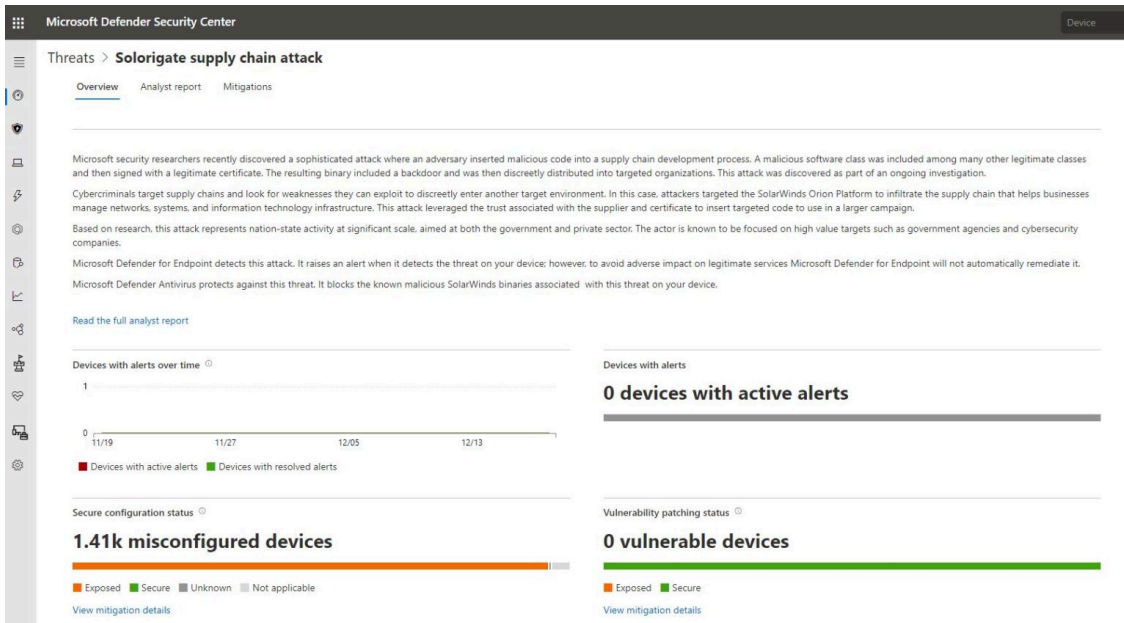 Microsoft Defender Security Center
Device
Threats > Solorigate supply chain attack
Overview Analyst report Mitigations
Microsoft security researchers recently discovered a sophisticated attack where an adversary inserted malicious code into a supply chain development process. A malicious software class was included among many other legitimate classes
and then signed with a legitimate certificate. The resulting binary included a backdoor and was then discreetly distributed into targeted organizations. This attack was discovered as part of an ongoing investigation.
Cybercriminals target supply chains and look for weaknesses they can exploit to discreetly enter another target environment. In this case, attackers targeted the SolarWinds Orion Platform to infiltrate the supply chain that helps businesses
manage networks, systems, and information technology infrastructure. This attack leveraged the trust associated with the supplier and certificate to insert targeted code to use in a larger campaign.
Based on research, this attack represents nation-state activity at significant scale, aimed at both the government and private sector. The actor is known to be focused on high value targets such as government agencies and cybersecurity
companies.
Microsoft Defender for Endpoint detects this attack. It raises an alert when it detects the threat on your device; however, to avoid adverse impact on legitimate services Microsoft Defender for Endpoint will not automatically remediate it.
Microsoft Defender Antivirus protects against this threat. It blocks the known malicious SolarWinds binaries associated with this threat on your device.
Read the full analyst report
Devices with alerts over time
1
0
11/19 11/27 12/05 12/13
Devices with active alerts Devices with resolved alerts
Devices with alerts
0 devices with active alerts
Secure configuration status
1.41k misconfigured devices
Exposed Secure Unknown Not applicable
View mitigation details
Vulnerability patching status
0 vulnerable devices
Exposed Secure
View mitigation details